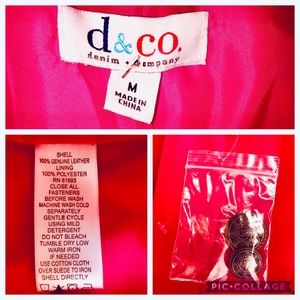 d&co.
denim + company
M
MADE IN
CHINA
SHELL
100% GENUINE LEATHER
LINING
100% POLYESTER
RN 81893
CLOSE ALL
FASTENERS
BEFORE WASH
MACHINE WASH COLD
SEPARATELY
GENTLE CYCLE
USING MILD
DETERGENT
DO NOT BLEACH
TUMBLE DRY LOW
WARM IRON
IF NEEDED
USE COTTON CLOTH
OVER SUEDE TO IRON
SHELL DIRECTLY
PIC•COLLAGE